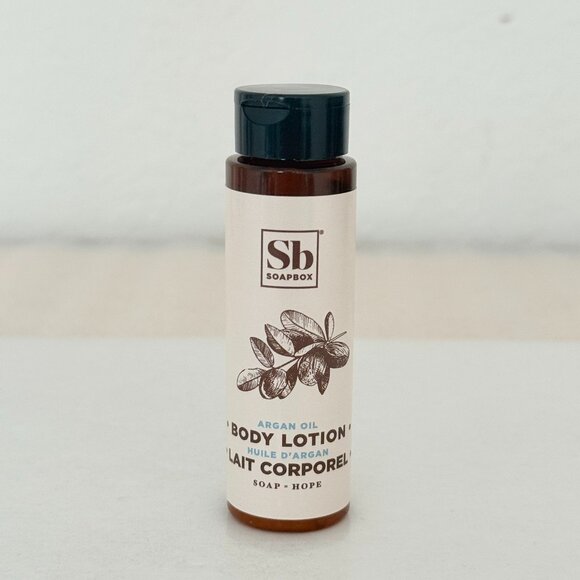 Sb®
SOAPBOX
ARGAN OIL
BODY LOTION
HUILE D'ARGAN
LAIT CORPOREL
SOAP = HOPE